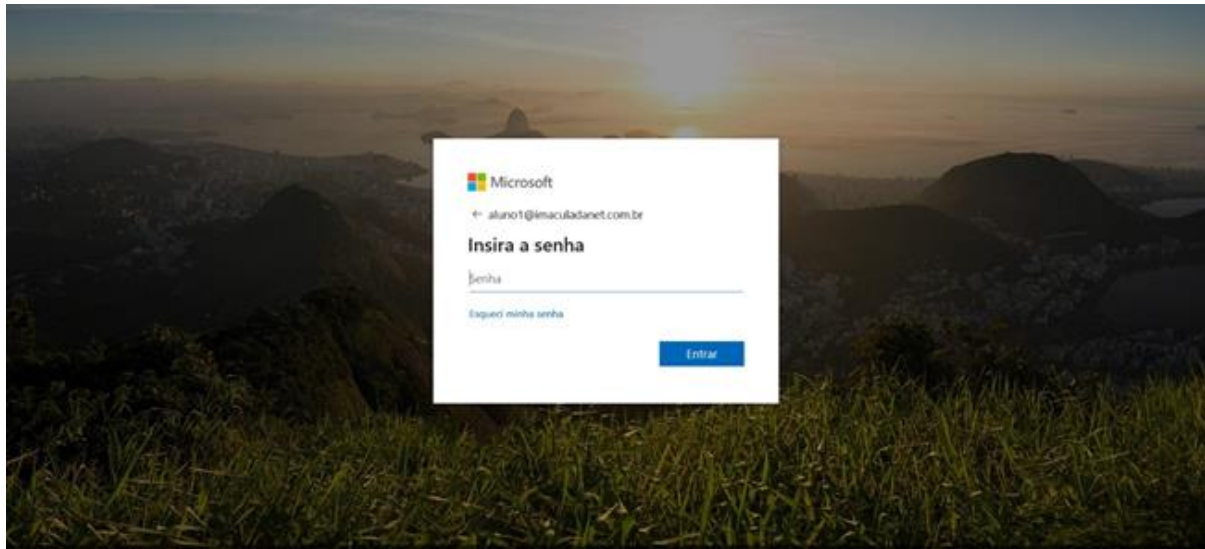 Microsoft
← aluno1@imaculadanet.com.br
Insira a senha
Senha
Esqueci minha senha
Entrar